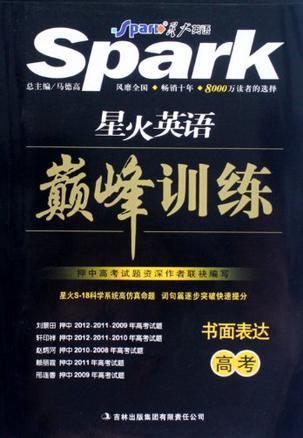 Spark 星火英语
Spark
总主编/马德高 风靡全国·畅销十年·8000万读者的选择
星火英语
巅峰训练
押中高考试题资深作者联袂编写
星火S-18科学系统高仿真命题 词句篇逐步突破快速提分
刘景田 押中2012·2011·2009年高考试题
轩印祥 押中2012·2011·2010年高考试题
赵炳河 押中2010·2008年高考试题
赖丽霞 押中2011年高考试题
邢连香 押中2009年高考试题
书面表达
高考
吉林出版集团有限责任公司